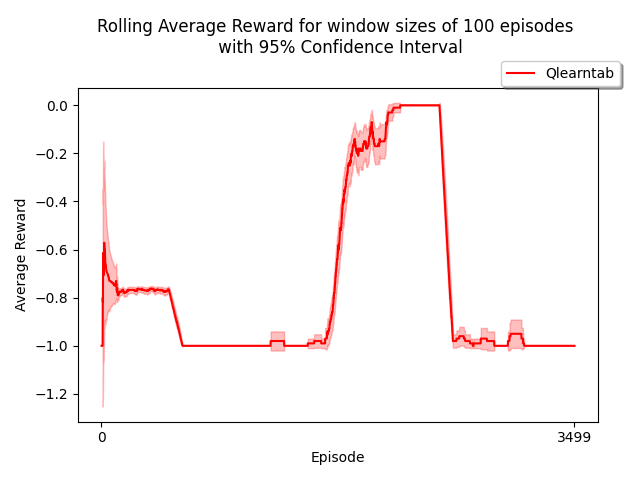 Rolling Average Reward for window sizes of 100 episodes
with 95% Confidence Interval
Qlearntab
0.0
−0.2
−0.4
−0.6
−0.8
−1.0
−1.2
Average Reward
0
3499
Episode